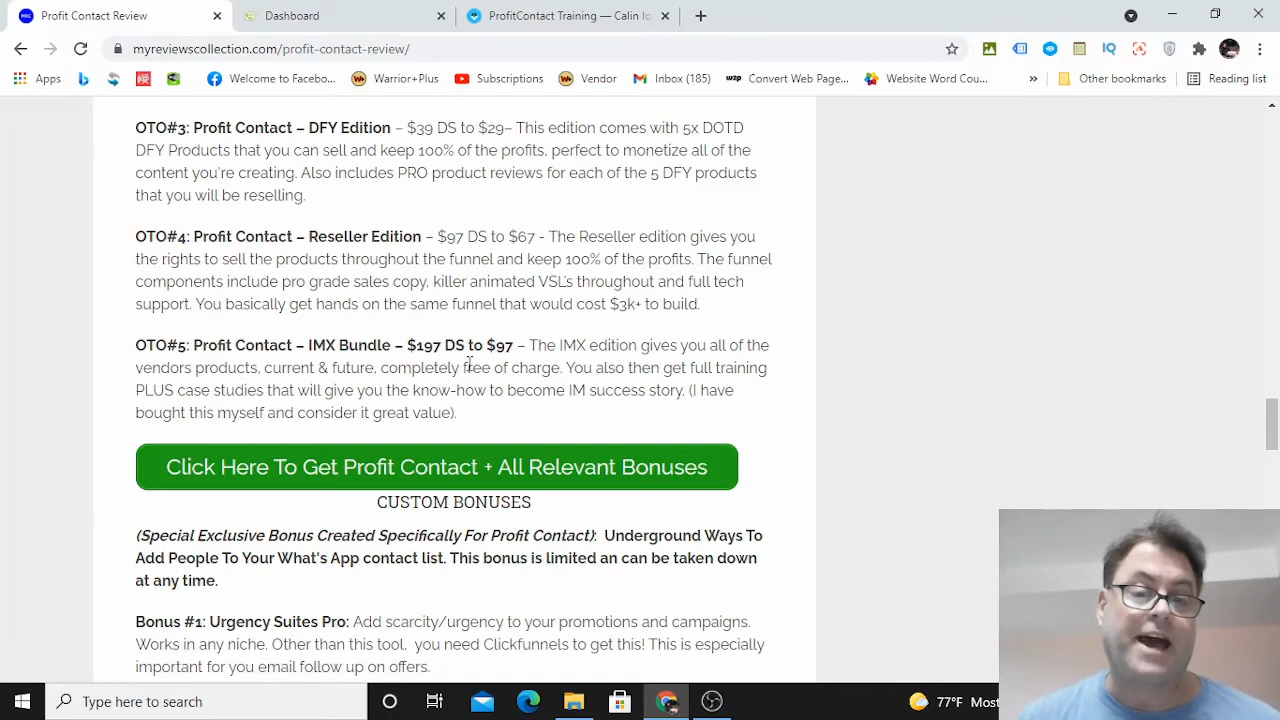 Profit Contact Review
Dashboard
ProfitContact Training — Calin Io
myreviewscollection.com/profit-contact-review/
Apps
Welcome to Facebo...
Warrior+Plus
Subscriptions
Vendor
Inbox (185)
Convert Web Page...
Website Word Cou...
»
Other bookmarks
Reading list
OTO#3: Profit Contact – DFY Edition – $39 DS to $29– This edition comes with 5x DOTD
DFY Products that you can sell and keep 100% of the profits, perfect to monetize all of the
content you're creating. Also includes PRO product reviews for each of the 5 DFY products
that you will be reselling.
OTO#4: Profit Contact – Reseller Edition – $97 DS to $67 - The Reseller edition gives you
the rights to sell the products throughout the funnel and keep 100% of the profits. The funnel
components include pro grade sales copy, killer animated VSL's throughout and full tech
support. You basically get hands on the same funnel that would cost $3k+ to build.
OTO#5: Profit Contact – IMX Bundle – $197 DS to $97 – The IMX edition gives you all of the
vendors products, current & future, completely free of charge. You also then get full training
PLUS case studies that will give you the know-how to become IM success story. (I have
bought this myself and consider it great value).
Click Here To Get Profit Contact + All Relevant Bonuses
CUSTOM BONUSES
(Special Exclusive Bonus Created Specifically For Profit Contact): Underground Ways To
Add People To Your What's App contact list. This bonus is limited an can be taken down
at any time.
Bonus #1: Urgency Suites Pro: Add scarcity/urgency to your promotions and campaigns.
Works in any niche. Other than this tool, you need Clickfunnels to get this! This is especially
important for you email follow up on offers.
Type here to search
77°F Most